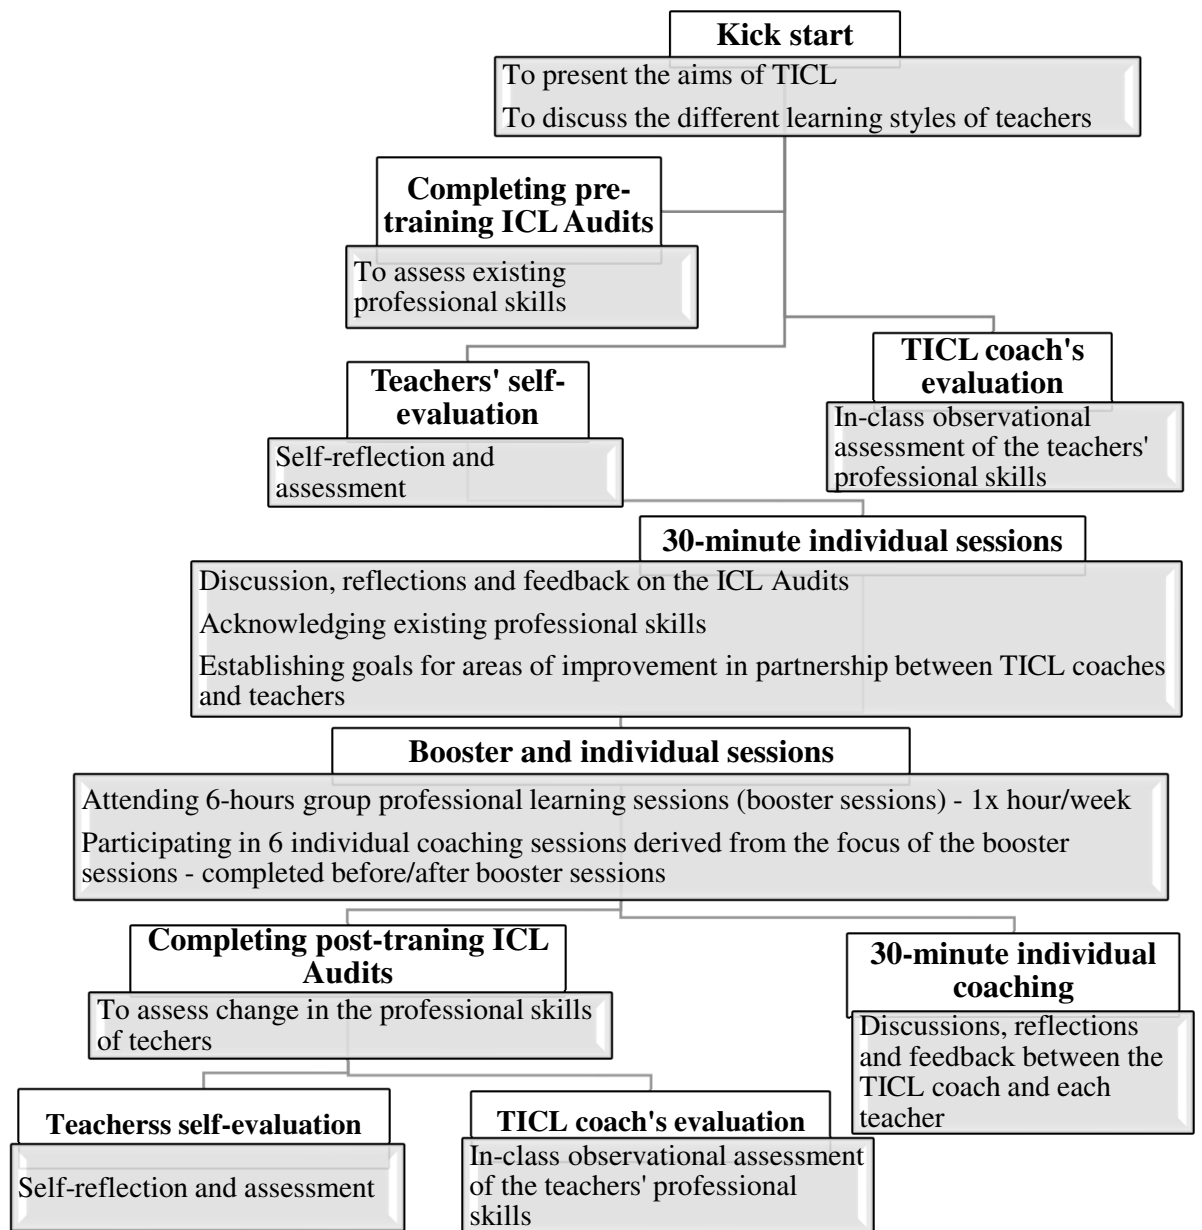 Kick start
To present the aims of TICL
To discuss the different learning styles of teachers
Completing pre-
training ICL Audits
To assess existing
professional skills
TICL coach's
evaluation
In-class observational
assessment of the teachers'
professional skills
Teachers' self-
evaluation
Self-reflection and
assessment
30-minute individual sessions
Discussion, reflections and feedback on the ICL Audits
Acknowledging existing professional skills
Establishing goals for areas of improvement in partnership between TICL coaches
and teachers
Booster and individual sessions
Attending 6-hours group professional learning sessions (booster sessions) - 1x hour/week
Participating in 6 individual coaching sessions derived from the focus of the booster
sessions - completed before/after booster sessions
Completing post-traning ICL
Audits
To assess change in the professional skills
of techers
30-minute individual
coaching
Discussions, reflections
and feedback between the
TICL coach and each
teacher
Teacherss self-evaluation
Self-reflection and assessment
TICL coach's evaluation
In-class observational assessment
of the teachers' professional
skills